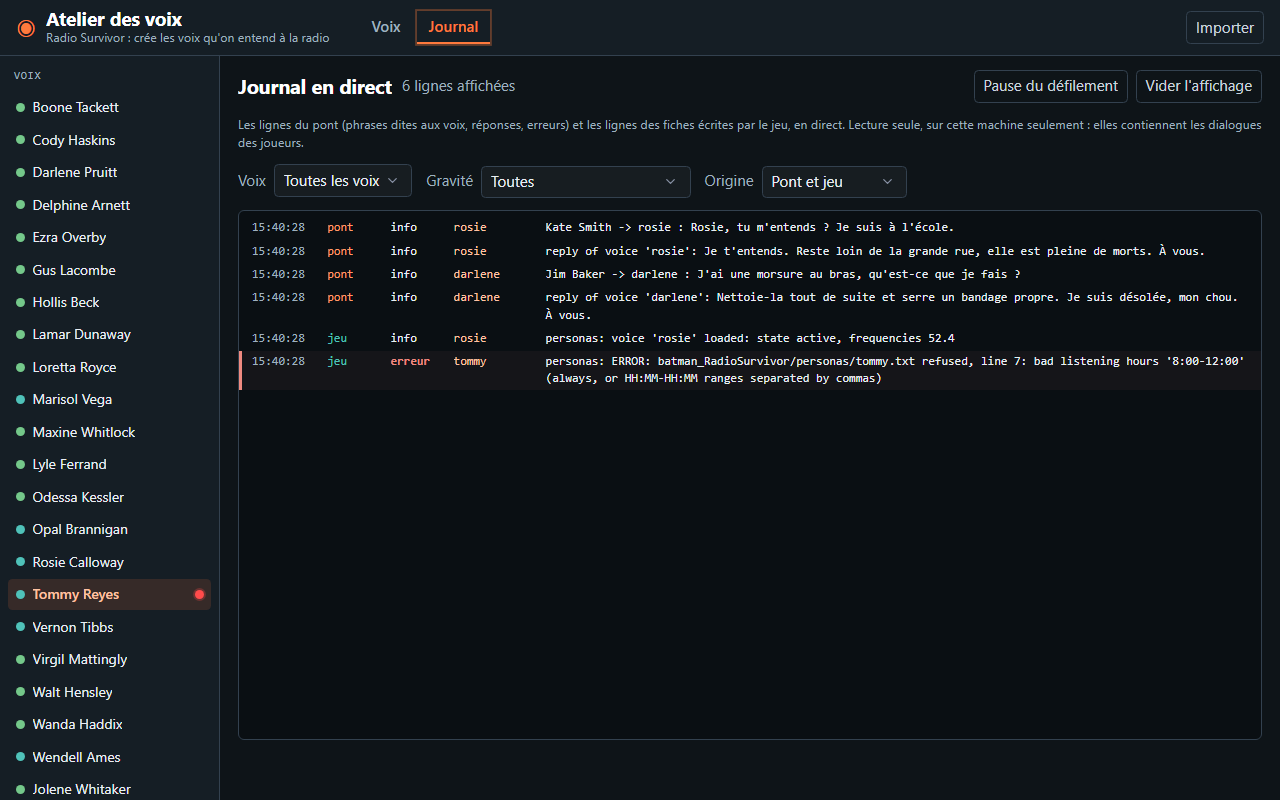 Atelier des voix
Radio Survivor : crée les voix qu'on entend à la radio
Voix
Journal
Importer
VOIX
Boone Tackett
Cody Haskins
Darlene Pruitt
Delphine Arnett
Ezra Overby
Gus Lacombe
Hollis Beck
Lamar Dunaway
Loretta Royce
Marisol Vega
Maxine Whitlock
Lyle Ferrand
Odessa Kessler
Opal Brannigan
Rosie Calloway
Tommy Reyes
Vernon Tibbs
Virgil Mattingly
Walt Hensley
Wanda Haddix
Wendell Ames
Jolene Whitaker
Journal en direct 6 lignes affichées
Pause du défilement
Vider l'affichage
Les lignes du pont (phrases dites aux voix, réponses, erreurs) et les lignes des fiches écrites par le jeu, en direct. Lecture seule, sur cette machine seulement : elles contiennent les dialogues
des joueurs.
Voix Toutes les voix Gravité Toutes Origine Pont et jeu
15:40:28 pont info rosie Kate Smith -> rosie : Rosie, tu m'entends ? Je suis à l'école.
15:40:28 pont info rosie reply of voice 'rosie': Je t'entends. Reste loin de la grande rue, elle est pleine de morts. À vous.
15:40:28 pont info darlene Jim Baker -> darlene : J'ai une morsure au bras, qu'est-ce que je fais ?
15:40:28 pont info darlene reply of voice 'darlene': Nettoie-la tout de suite et serre un bandage propre. Je suis désolée, mon chou.
À vous.
15:40:28 jeu info rosie personas: voice 'rosie' loaded: state active, frequencies 52.4
15:40:28 jeu erreur tommy personas: ERROR: batman_RadioSurvivor/personas/tommy.txt refused, line 7: bad listening hours '8:00-12:00'
(always, or HH:MM-HH:MM ranges separated by commas)